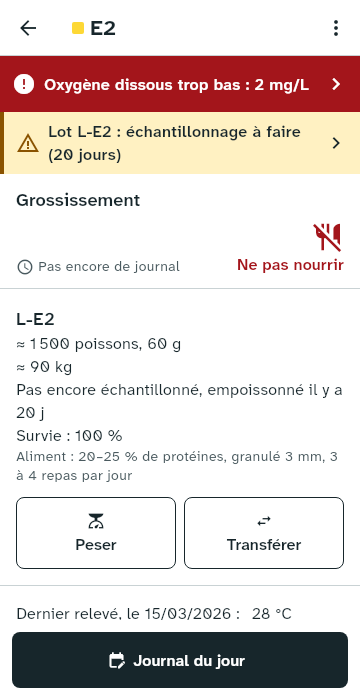 E2
Oxygène dissous trop bas : 2 mg/L
Lot L-E2 : échantillonnage à faire
(20 jours)
Grossissement
Pas encore de journal
Ne pas nourrir
L-E2
≈ 1 500 poissons, 60 g
≈ 90 kg
Pas encore échantillonné, empoissonné il y a
20 j
Survie : 100 %
Aliment : 20–25 % de protéines, granulé 3 mm, 3
à 4 repas par jour
Peser
Transférer
Dernier relevé, le 15/03/2026 : 28 °C
Journal du jour